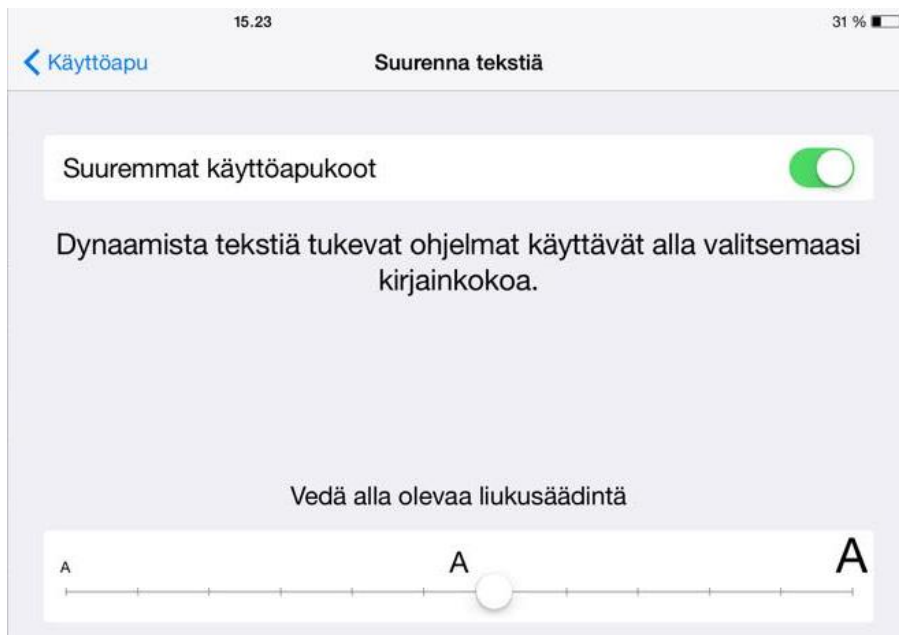 15.23 31 %
Käyttöapu Suurenna tekstiä
Suuremmat käyttöapukoot
Dynaamista tekstiä tukevat ohjelmat käyttävät alla valitsemaasi
kirjainkokoa.
Vedä alla olevaa liukusäädintä
A A A